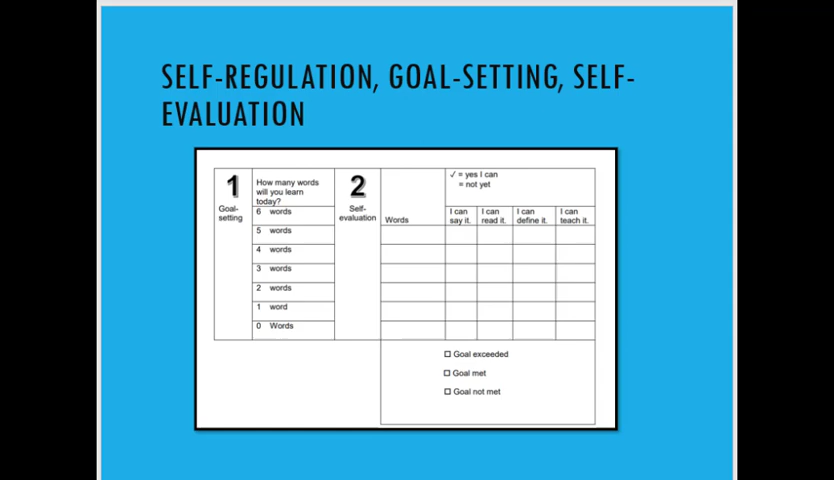 SELF-REGULATION, GOAL-SETTING, SELF-
EVALUATION
1
Goal-
setting
How many words
will you learn
today?
6 words
5 words
4 words
3 words
2 words
1 word
0 Words
2
Self-
evaluation
Words
✓ = yes I can
= not yet
I can
say it.
I can
read it.
I can
define it.
I can
teach it.
☐ Goal exceeded
☐ Goal met
☐ Goal not met